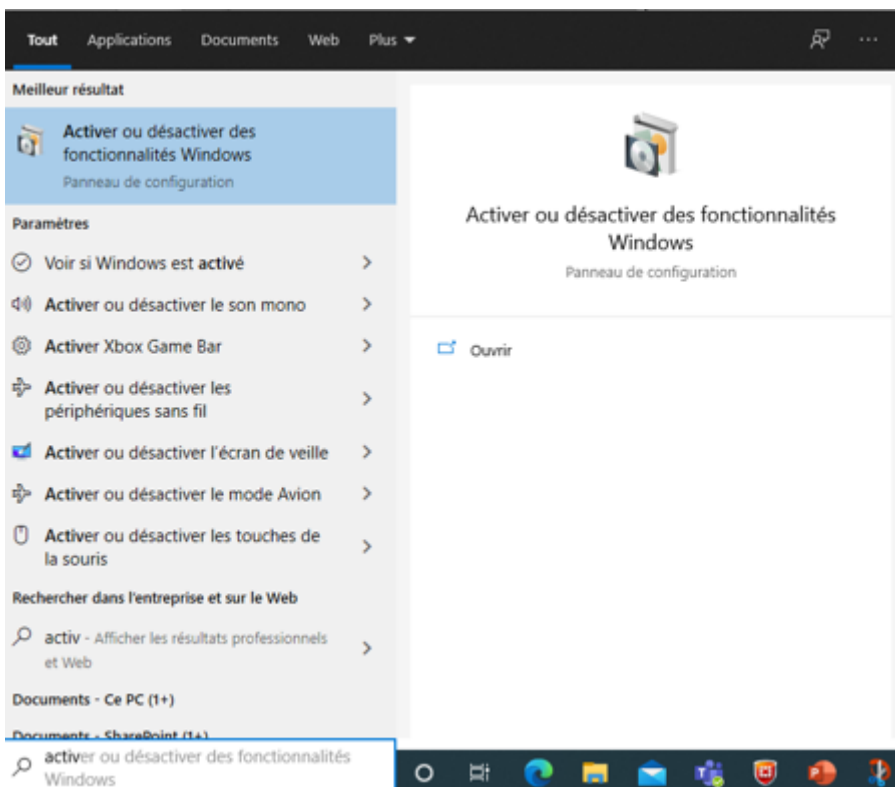 Tout Applications Documents Web Plus
Meilleur résultat
Activer ou désactiver des
fonctionnalités Windows
Panneau de configuration
Paramètres
Voir si Windows est activé
Activer ou désactiver le son mono
Activer Xbox Game Bar
Activer ou désactiver les
périphériques sans fil
Activer ou désactiver l'écran de veille
Activer ou désactiver le mode Avion
Activer ou désactiver les touches de
la souris
Rechercher dans l'entreprise et sur le Web
activ - Afficher les résultats professionnels
et Web
Documents - Ce PC (1+)
Documents - SharePoint (1+)
activer ou désactiver des fonctionnalités
Windows
Activer ou désactiver des fonctionnalités
Windows
Panneau de configuration
Ouvrir